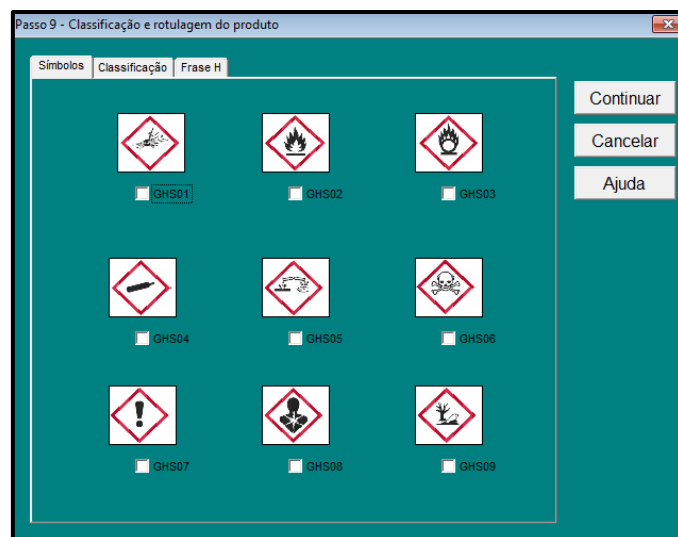 Passo 9 - Classificação e rotulagem do produto
Símbolos Classificação Frase H
Continuar
Cancelar
Ajuda
GHS01 GHS02 GHS03
GHS04 GHS05 GHS06
GHS07 GHS08 GHS09